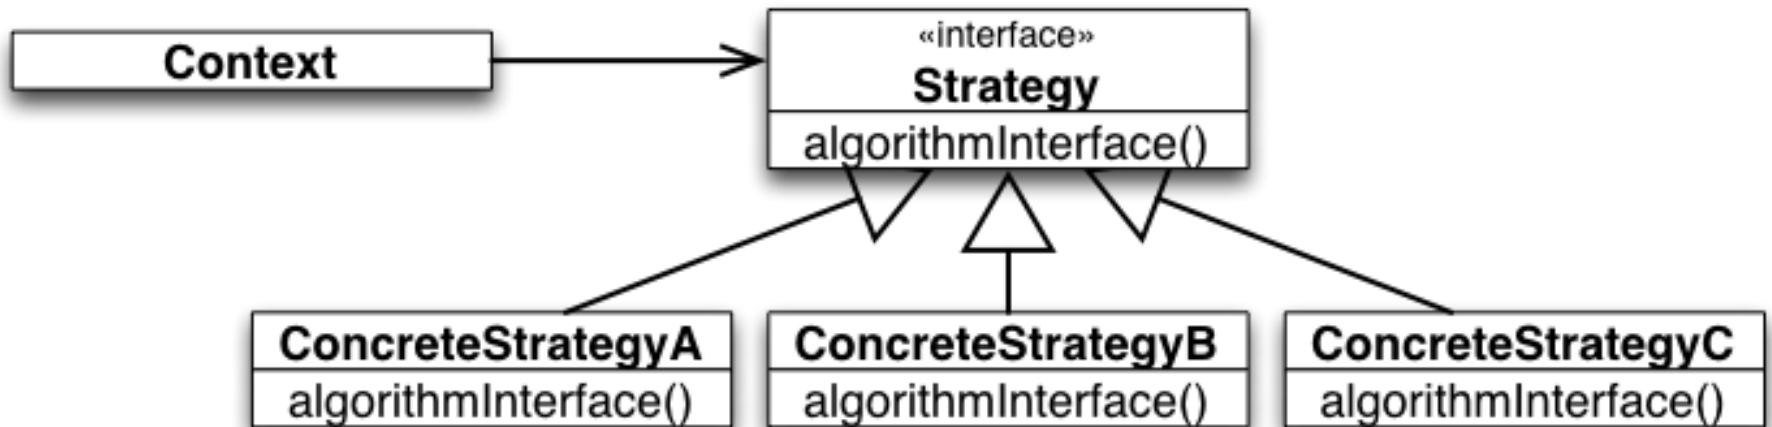 Context
«interface»
Strategy
algorithmInterface()
ConcreteStrategyA
algorithmInterface()
ConcreteStrategyB
algorithmInterface()
ConcreteStrategyC
algorithmInterface()